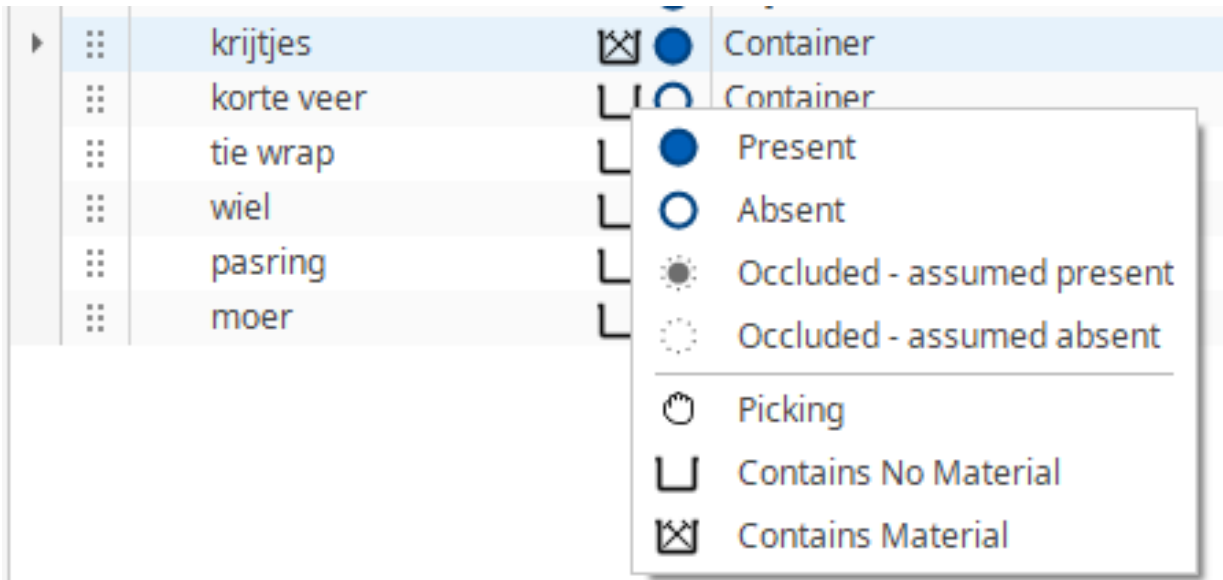 krijtjes Container
korte veer Container
tie wrap
wiel
pasring
moer
Present
Absent
Occluded - assumed present
Occluded - assumed absent
Picking
Contains No Material
Contains Material